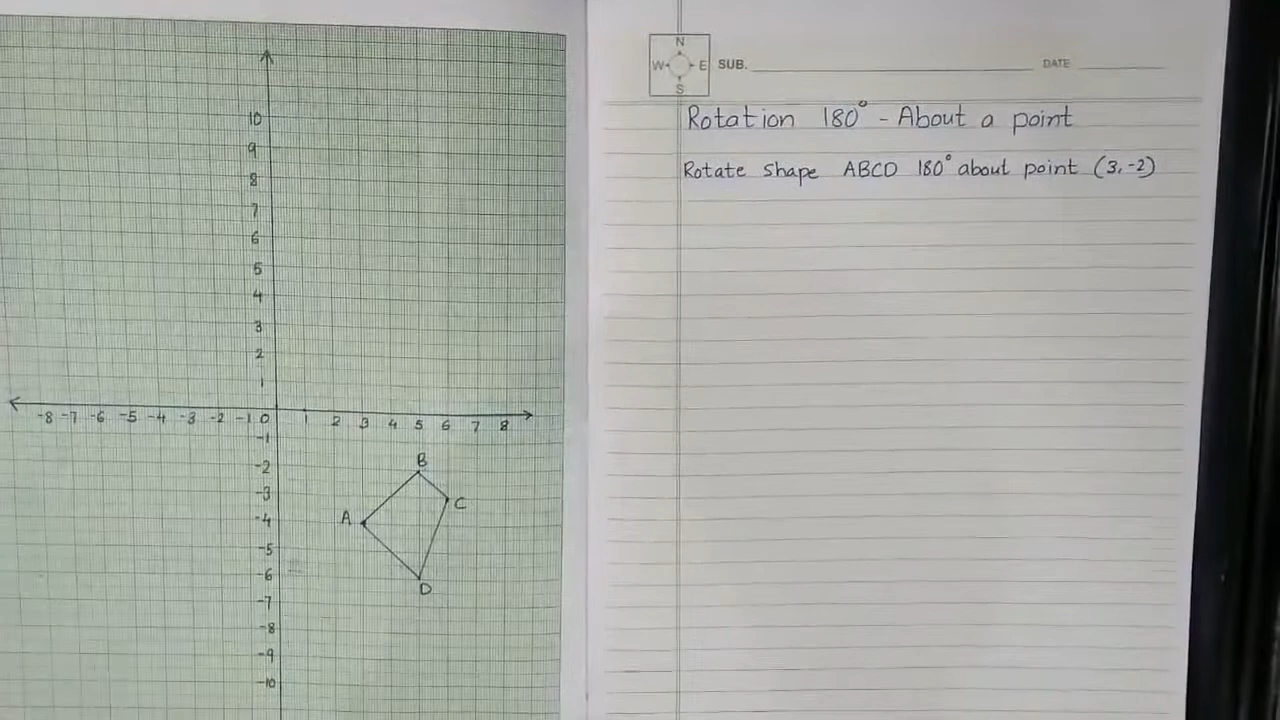 10
9
8
7
6
5
4
3
2
1
-8 -7 -6 -5 -4 -3 -2 -1 0 1 2 3 4 5 6 7 8
-1
-2
-3
-4
-5
-6
-7
-8
-9
-10
B
A
C
D
N
W E SUB. DATE
S
Rotation 180° - About a point
Rotate shape ABCD 180° about point (3,-2)